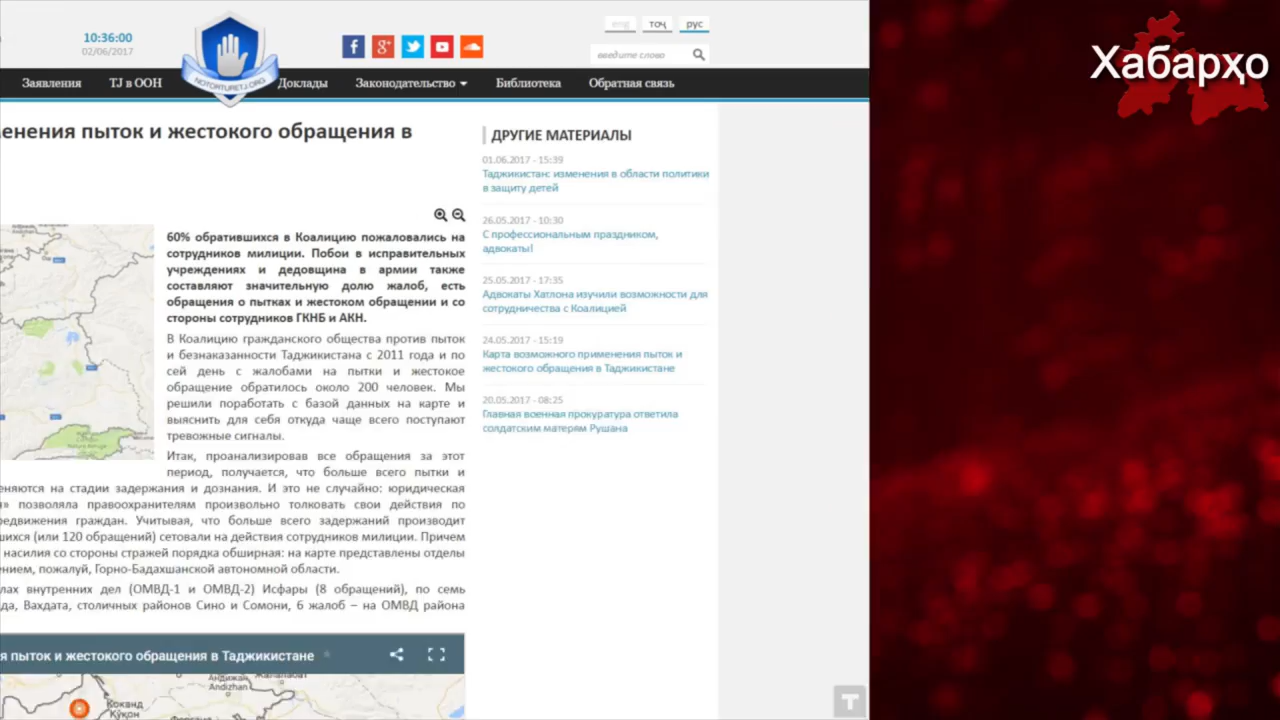 10:36:00
02/06/2017
eng
тоҷ
рус
введите слово
NOTORTURETJ.ORG
Заявления
TJ в ООН
Доклады
Законодательство
Библиотека
Обратная связь
Хабарҳо
енения пыток и жестокого обращения в
60% обратившихся в Коалицию пожаловались на
сотрудников милиции. Побои в исправительных
учреждениях и дедовщина в армии также
составляют значительную долю жалоб, есть
обращения о пытках и жестоком обращении и со
стороны сотрудников ГКНБ и АКН.
В Коалицию гражданского общества против пыток
и безнаказанности Таджикистана с 2011 года и по
сей день с жалобами на пытки и жестокое
обращение обратилось около 200 человек. Мы
решили поработать с базой данных на карте и
выяснить для себя откуда чаще всего поступают
тревожные сигналы.
Итак, проанализировав все обращения за этот
период, получается, что больше всего пытки и
еняются на стадии задержания и дознания. И это не случайно: юридическая
я» позволяла правоохранителям произвольно толковать свои действия по
редвижения граждан. Учитывая, что больше всего задержаний производит
шихся (или 120 обращений) сетовали на действия сотрудников милиции. Причем
насилия со стороны стражей порядка обширная: на карте представлены отделы
ением, пожалуй, Горно-Бадахшанской автономной области.
лах внутренних дел (ОМВД-1 и ОМВД-2) Исфары (8 обращений), по семь
да, Вахдата, столичных районов Сино и Сомони, 6 жалоб – на ОМВД района
я пыток и жестокого обращения в Таджикистане
Андижан
Andizhan
Жалалабат
Коканд
Қўқон
ДРУГИЕ МАТЕРИАЛЫ
01.06.2017 - 15:39
Таджикистан: изменения в области политики
в защиту детей
26.05.2017 - 10:30
С профессиональным праздником,
адвокаты!
25.05.2017 - 17:35
Адвокаты Хатлона изучили возможности для
сотрудничества с Коалицией
24.05.2017 - 15:19
Карта возможного применения пыток и
жестокого обращения в Таджикистане
20.05.2017 - 08:25
Главная военная прокуратура ответила
солдатским матерям Рушана